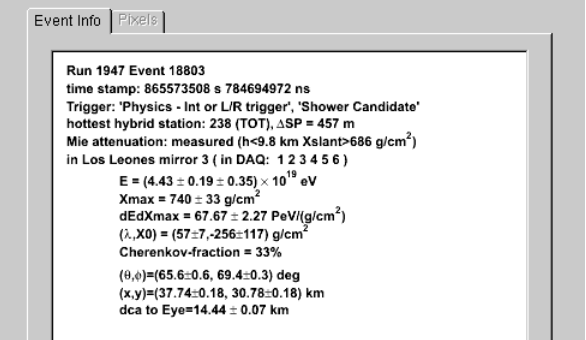 Event Info
Pixels
Run 1947 Event 18803
time stamp: 865573508 s 784694972 ns
Trigger: 'Physics - Int or L/R trigger', 'Shower Candidate'
hottest hybrid station: 238 (TOT), ΔSP = 457 m
Mie attenuation: measured (h<9.8 km Xslant>686 g/cm²)
in Los Leones mirror 3 ( in DAQ: 1 2 3 4 5 6 )
E = (4.43 ± 0.19 ± 0.35) × 10¹⁹ eV
Xmax = 740 ± 33 g/cm²
dEdXmax = 67.67 ± 2.27 PeV/(g/cm²)
(λ,X0) = (57±7,-256±117) g/cm²
Cherenkov-fraction = 33%
(θ,ϕ)=(65.6±0.6, 69.4±0.3) deg
(x,y)=(37.74±0.18, 30.78±0.18) km
dca to Eye=14.44 ± 0.07 km